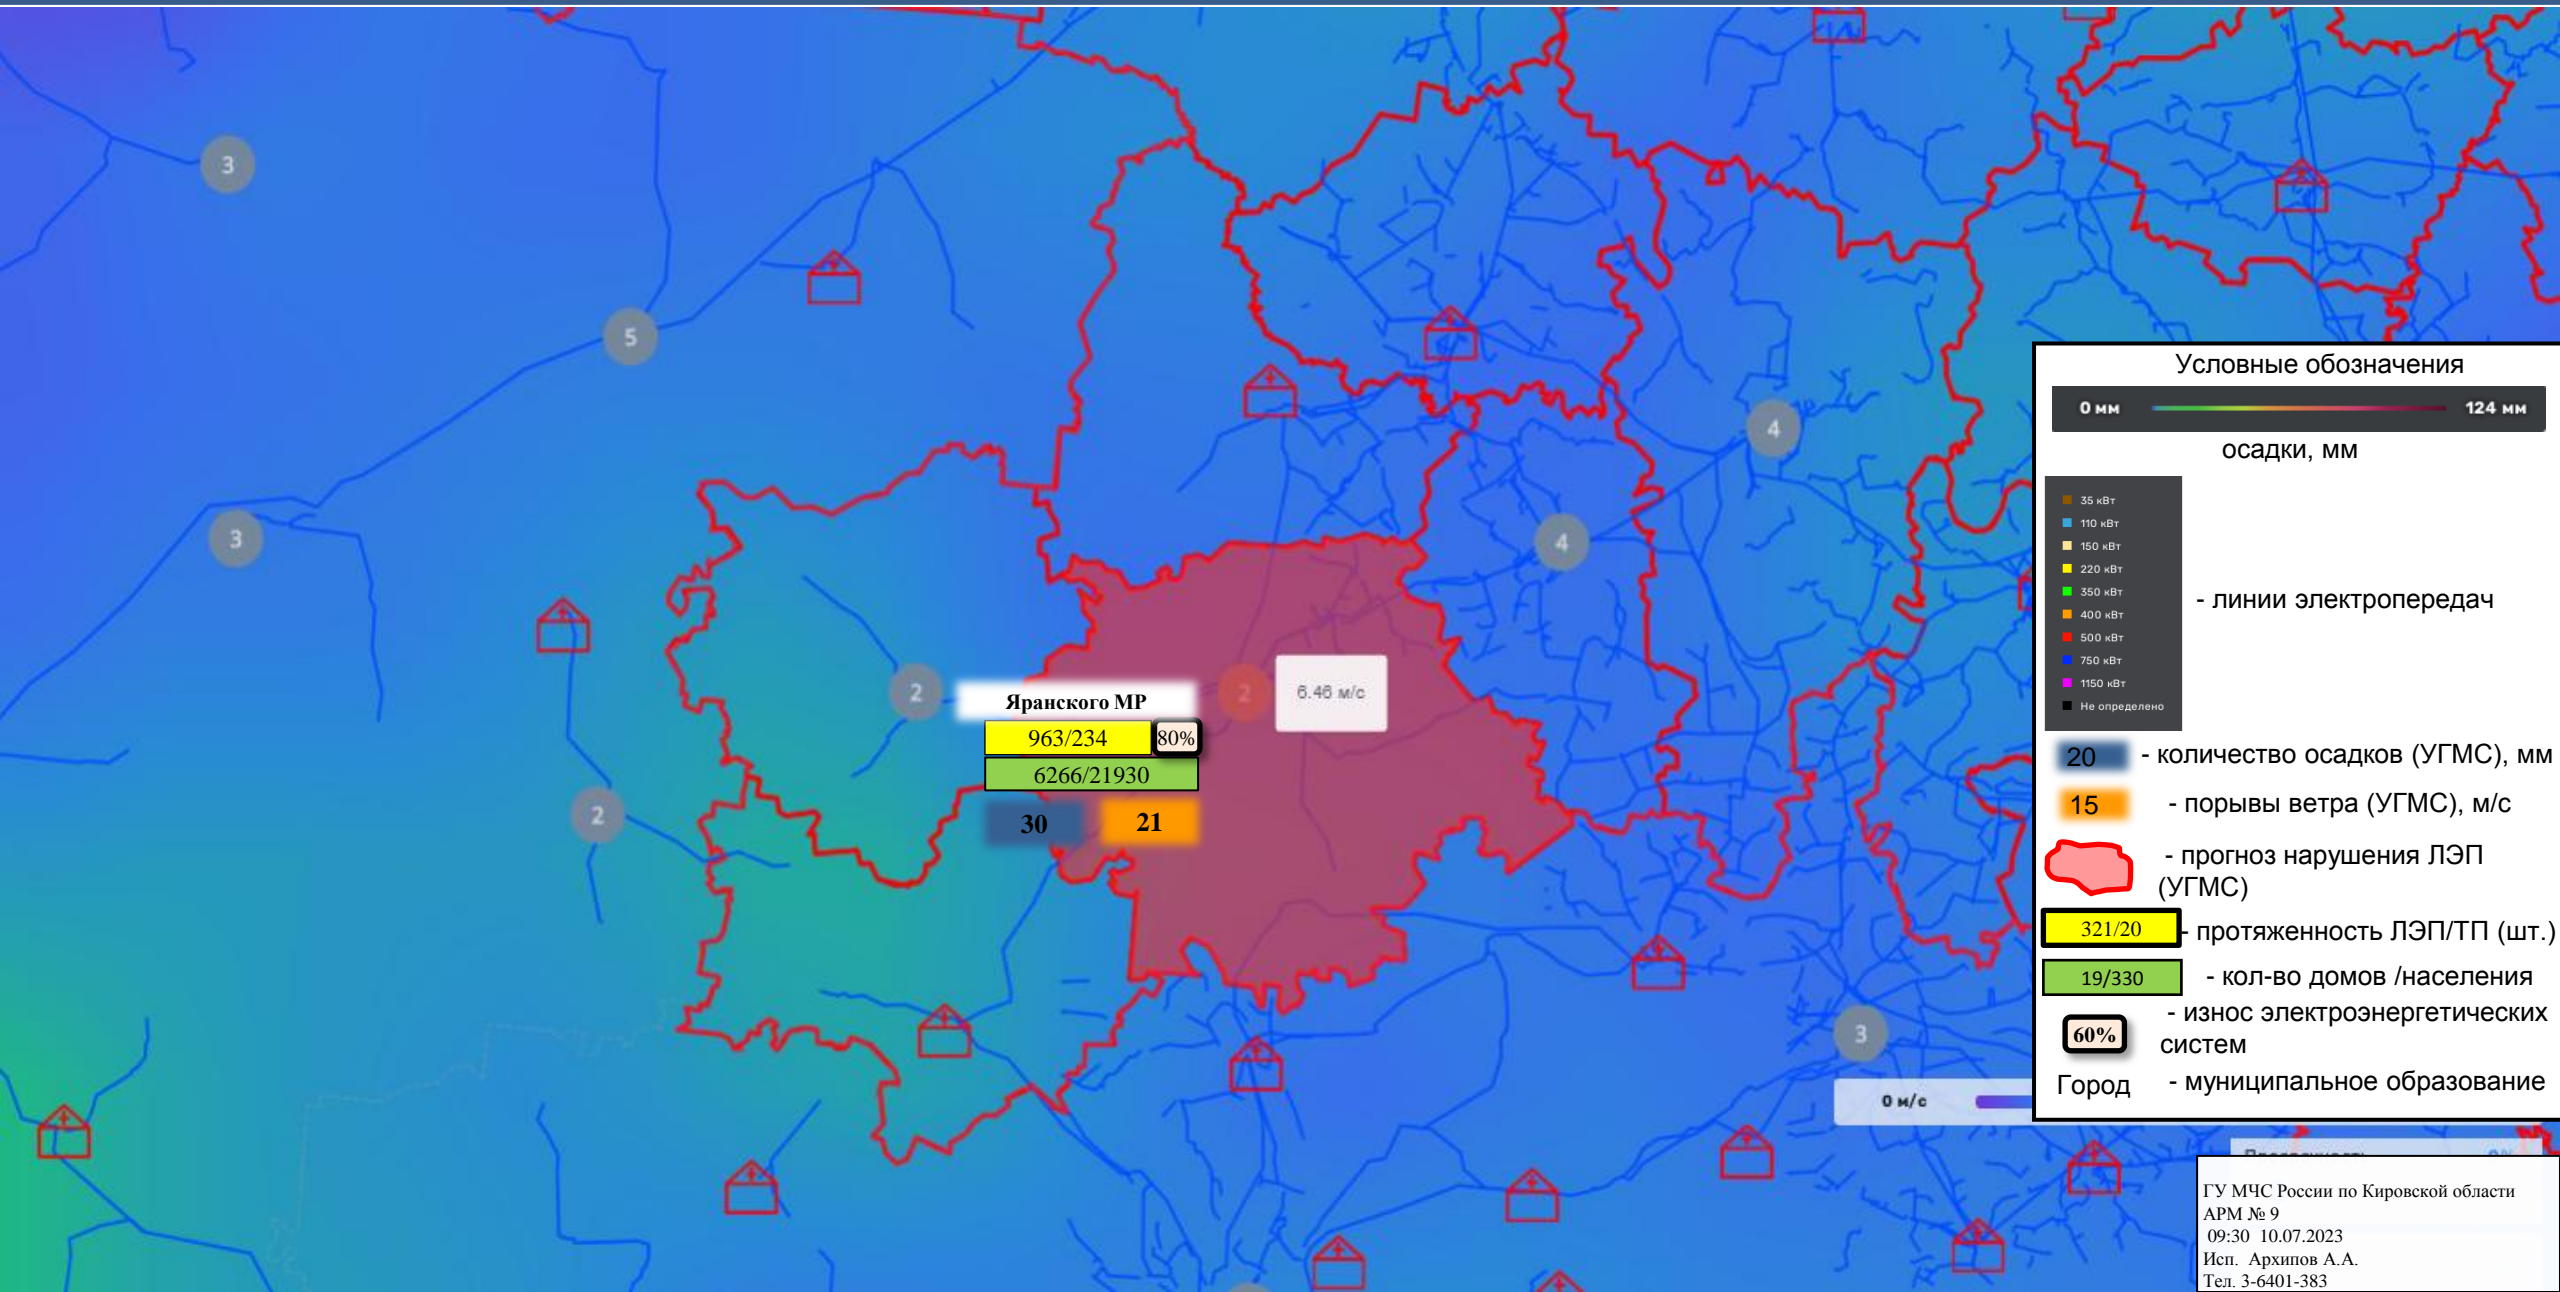 3
5
3
2
2
4
4
3
Яранского МР
963/234
80%
6266/21930
30
21
2
6.46 м/с
Условные обозначения
0 мм
124 мм
осадки, мм
35 кВт
110 кВт
150 кВт
220 кВт
350 кВт
400 кВт
500 кВт
750 кВт
1150 кВт
Не определено
- линии электропередач
20 - количество осадков (УГМС), мм
15 - порывы ветра (УГМС), м/с
- прогноз нарушения ЛЭП
(УГМС)
321/20 - протяженность ЛЭП/ТП (шт.)
19/330 - кол-во домов /населения
60% - износ электроэнергетических
систем
Город - муниципальное образование
0 м/с
ГУ МЧС России по Кировской области
АРМ № 9
09:30 10.07.2023
Исп. Архипов А.А.
Тел. 3-6401-383